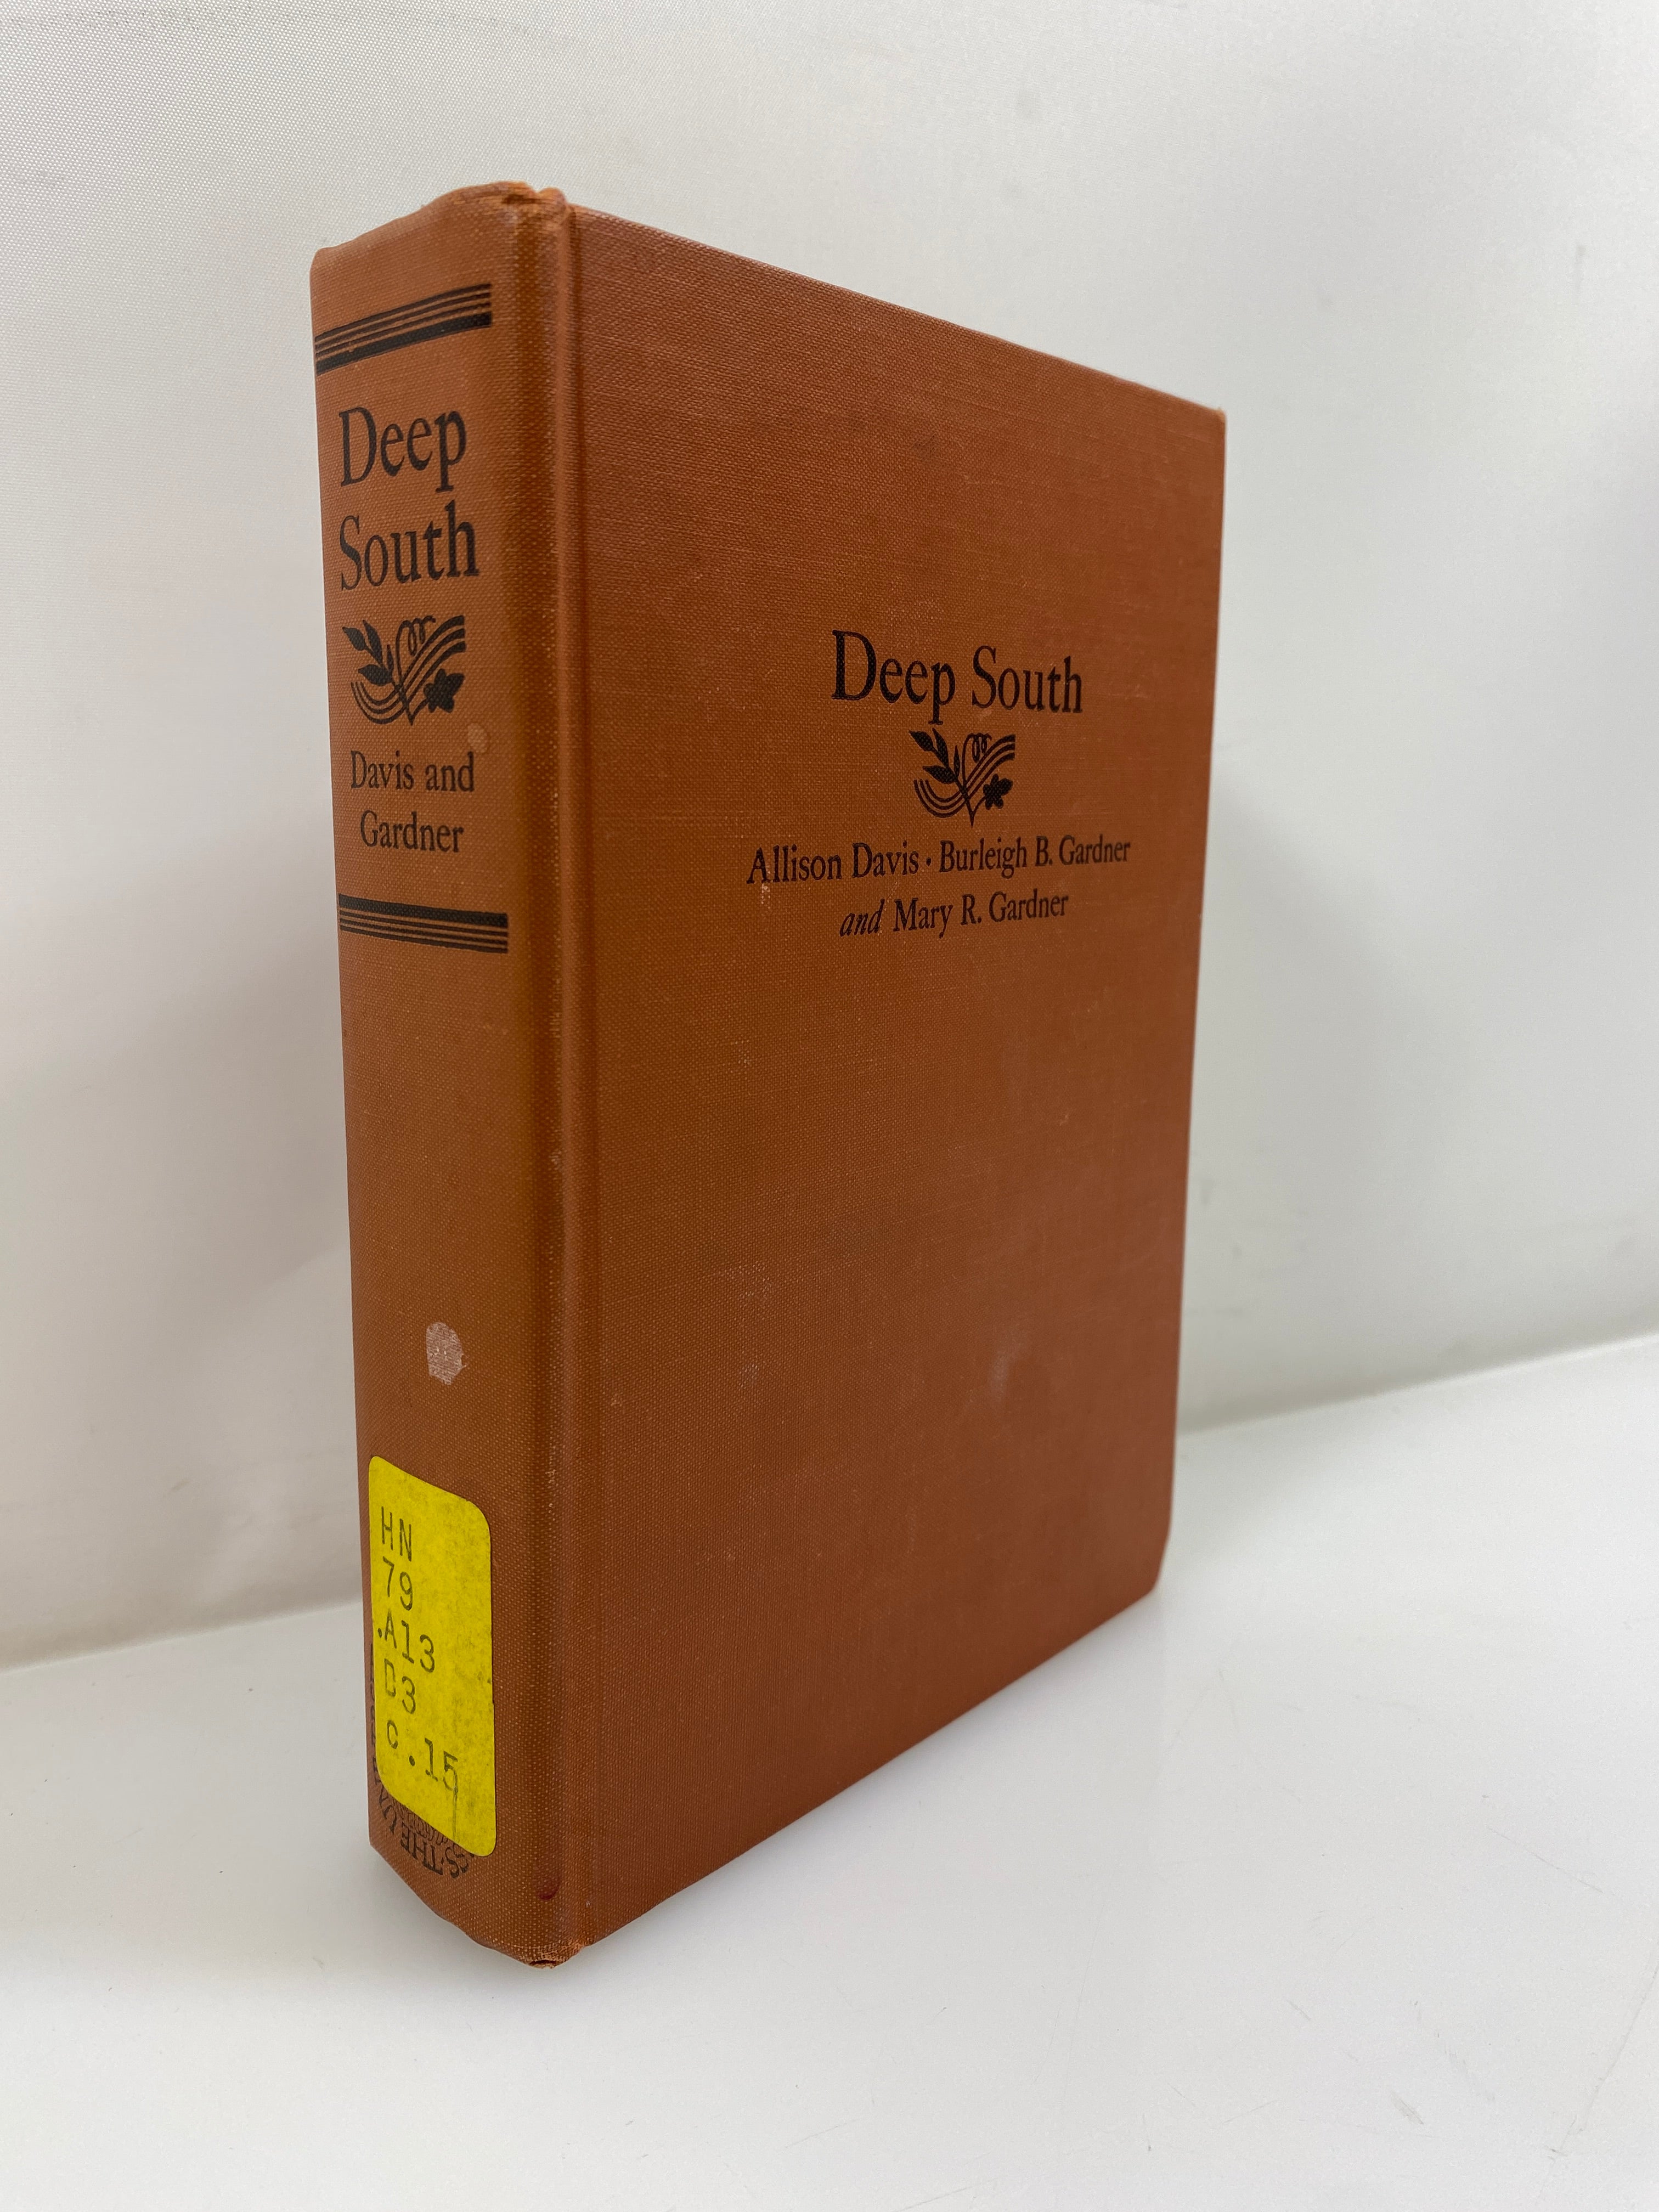 Deep
South
Davis and
Gardner
HN
79
.A13
D3
c.15
THE
Deep South
Allison Davis · Burleigh B. Gardner
and Mary R. Gardner